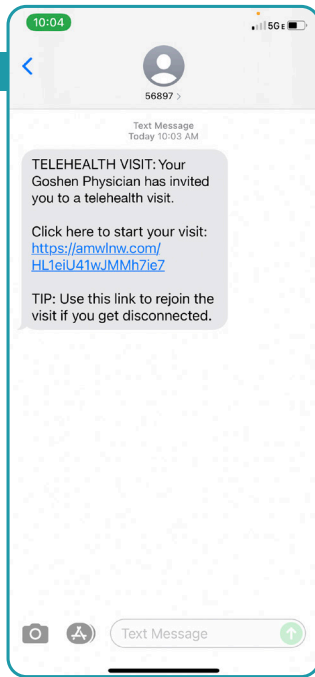 10:04
5G E
56897 >
Text Message
Today 10:03 AM
TELEHEALTH VISIT: Your
Goshen Physician has invited
you to a telehealth visit.
Click here to start your visit:
https://amwlnw.com/
HL1eiU41wJMMh7ie7
TIP: Use this link to rejoin the
visit if you get disconnected.
Text Message